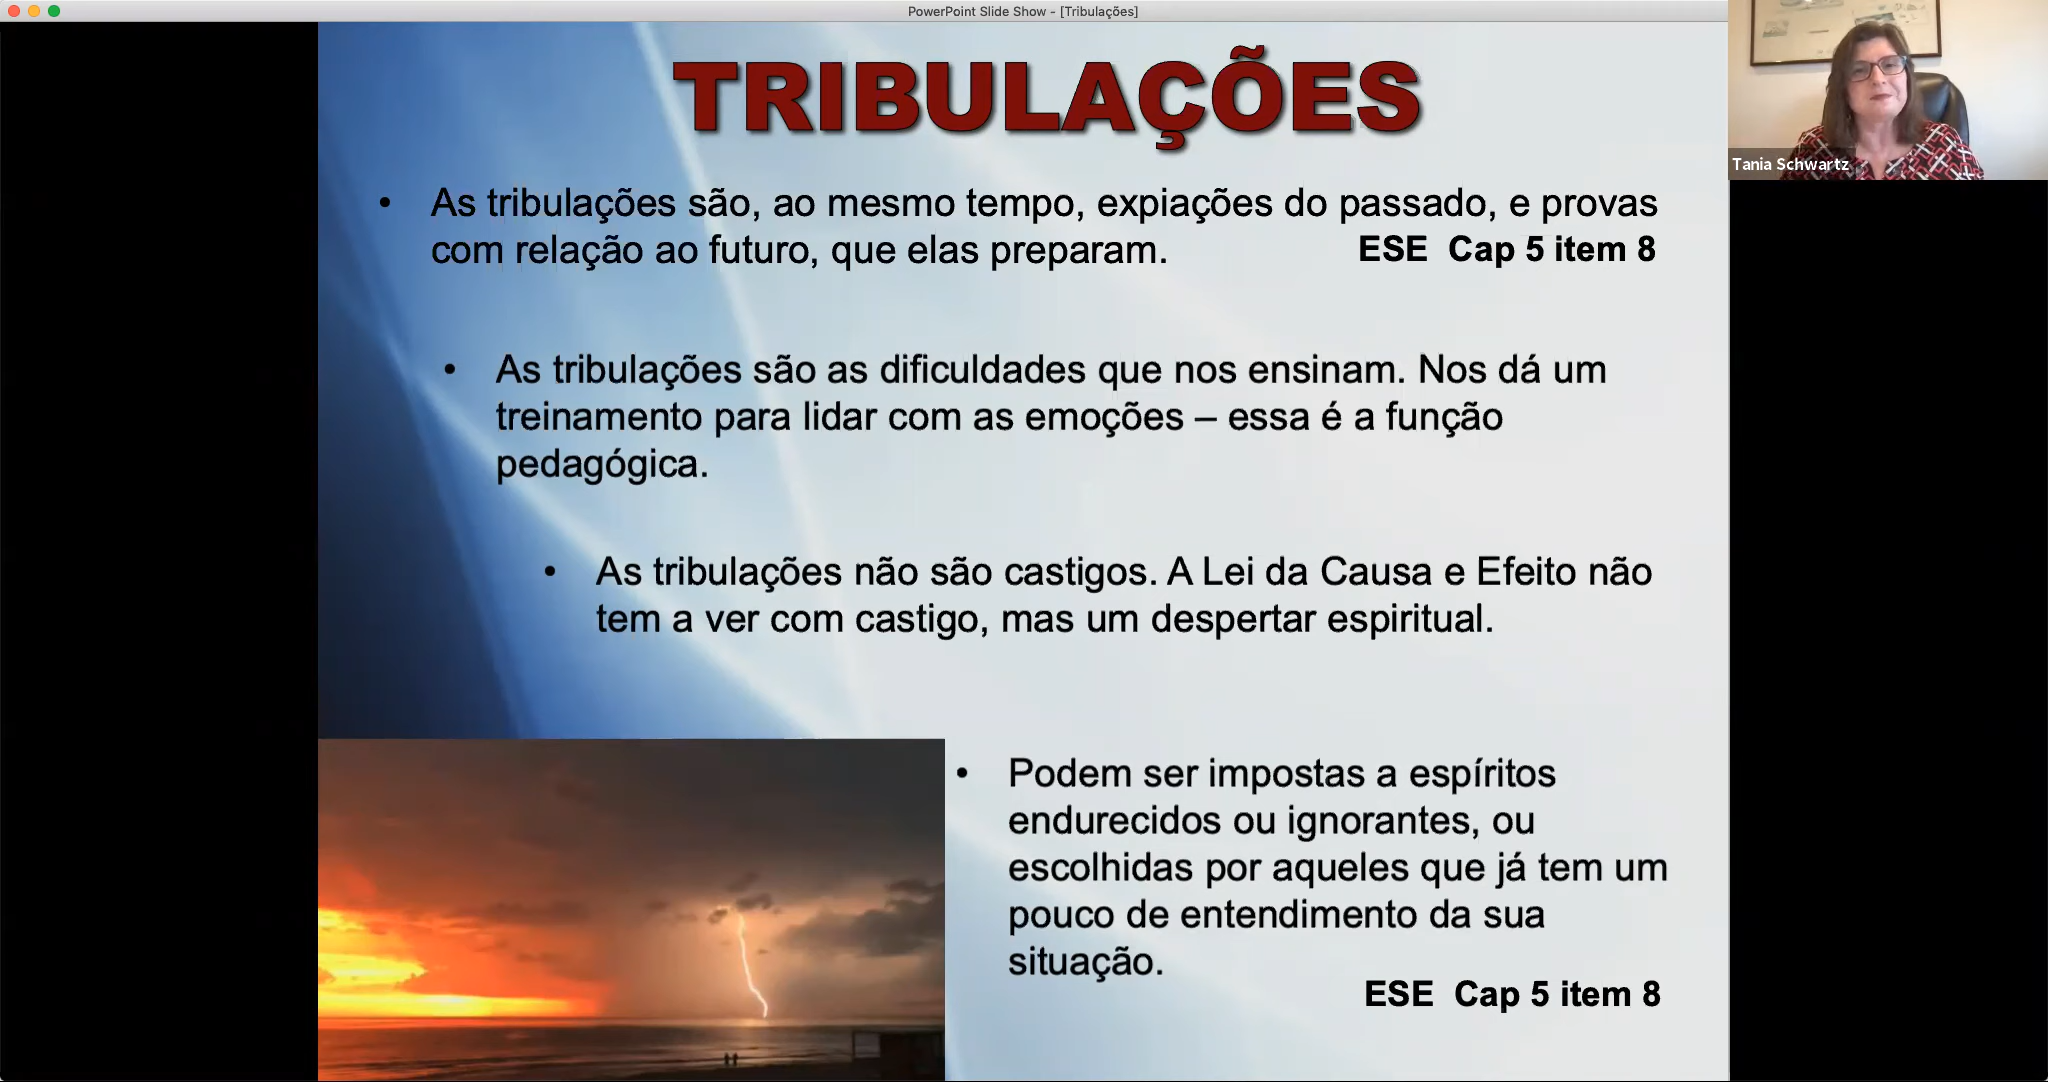 PowerPoint Slide Show - [Tribulações]
TRIBULAÇÕES
Tania Schwartz
• As tribulações são, ao mesmo tempo, expiações do passado, e provas
com relação ao futuro, que elas preparam. ESE Cap 5 item 8
• As tribulações são as dificuldades que nos ensinam. Nos dá um
treinamento para lidar com as emoções – essa é a função
pedagógica.
• As tribulações não são castigos. A Lei da Causa e Efeito não
tem a ver com castigo, mas um despertar espiritual.
• Podem ser impostas a espíritos
endurecidos ou ignorantes, ou
escolhidas por aqueles que já tem um
pouco de entendimento da sua
situação.
ESE Cap 5 item 8